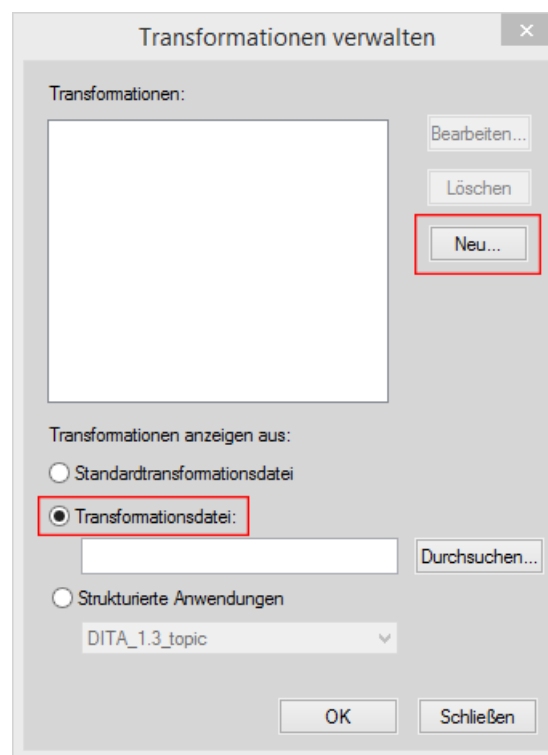 Transformationen verwalten
Transformationen:
Bearbeiten...
Löschen
Neu...
Transformationen anzeigen aus:
Standardtransformationsdatei
Transformationsdatei:
Durchsuchen...
Strukturierte Anwendungen
DITA_1.3_topic
OK Schließen